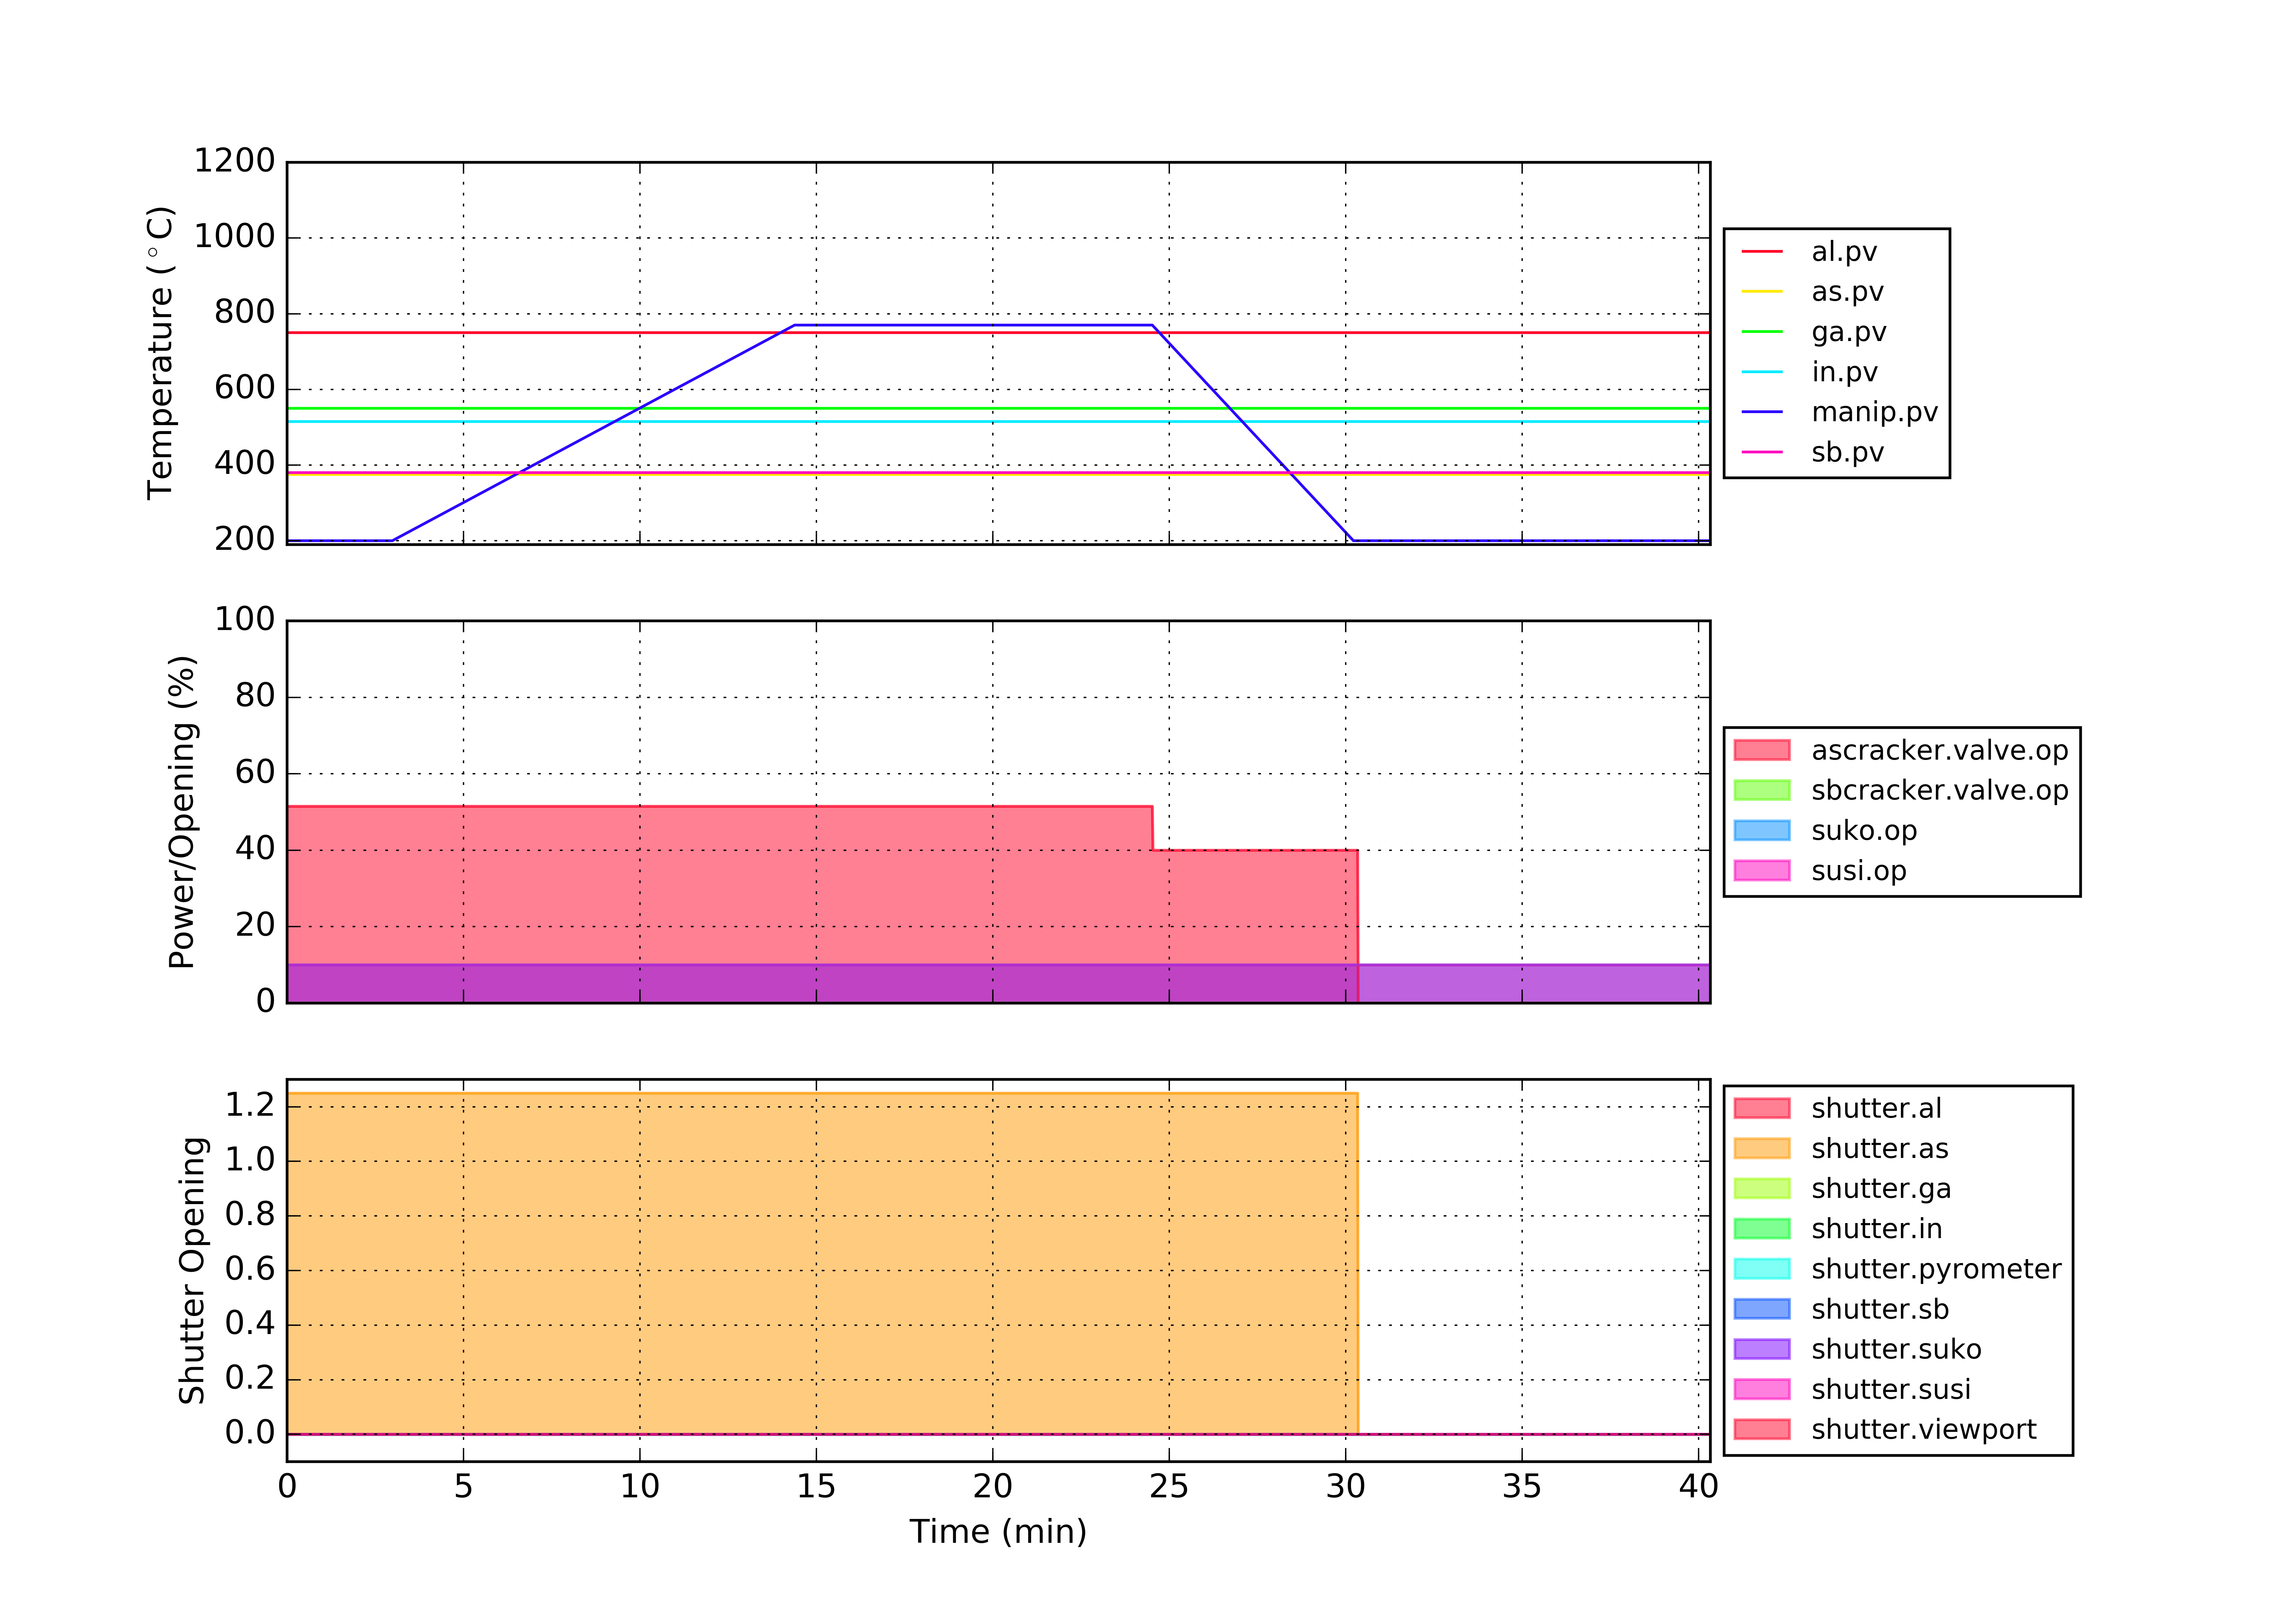 1200
1000
800
600
400
200
Temperature (°C)
al.pv
as.pv
ga.pv
in.pv
manip.pv
sb.pv
100
80
60
40
20
0
Power/Opening (%)
ascracker.valve.op
sbcracker.valve.op
suko.op
susi.op
1.2
1.0
0.8
0.6
0.4
0.2
0.0
Shutter Opening
shutter.al
shutter.as
shutter.ga
shutter.in
shutter.pyrometer
shutter.sb
shutter.suko
shutter.susi
shutter.viewport
0 5 10 15 20 25 30 35 40
Time (min)